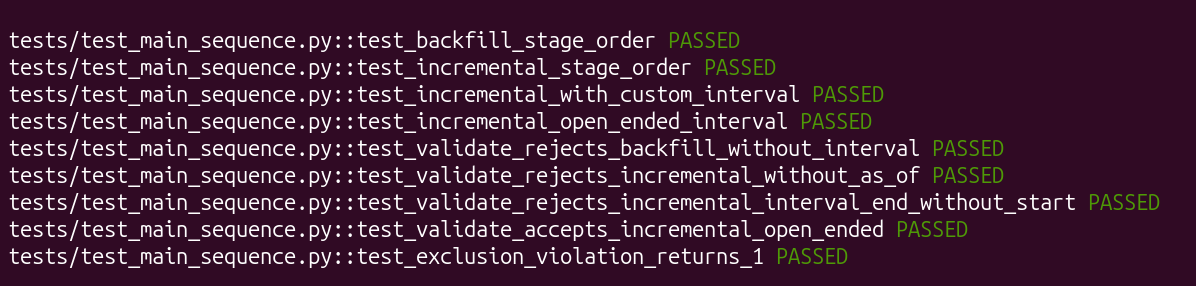 tests/test_main_sequence.py::test_backfill_stage_order PASSED
tests/test_main_sequence.py::test_incremental_stage_order PASSED
tests/test_main_sequence.py::test_incremental_with_custom_interval PASSED
tests/test_main_sequence.py::test_incremental_open_ended_interval PASSED
tests/test_main_sequence.py::test_validate_rejects_backfill_without_interval PASSED
tests/test_main_sequence.py::test_validate_rejects_incremental_without_as_of PASSED
tests/test_main_sequence.py::test_validate_rejects_incremental_interval_end_without_start PASSED
tests/test_main_sequence.py::test_validate_accepts_incremental_open_ended PASSED
tests/test_main_sequence.py::test_exclusion_violation_returns_1 PASSED